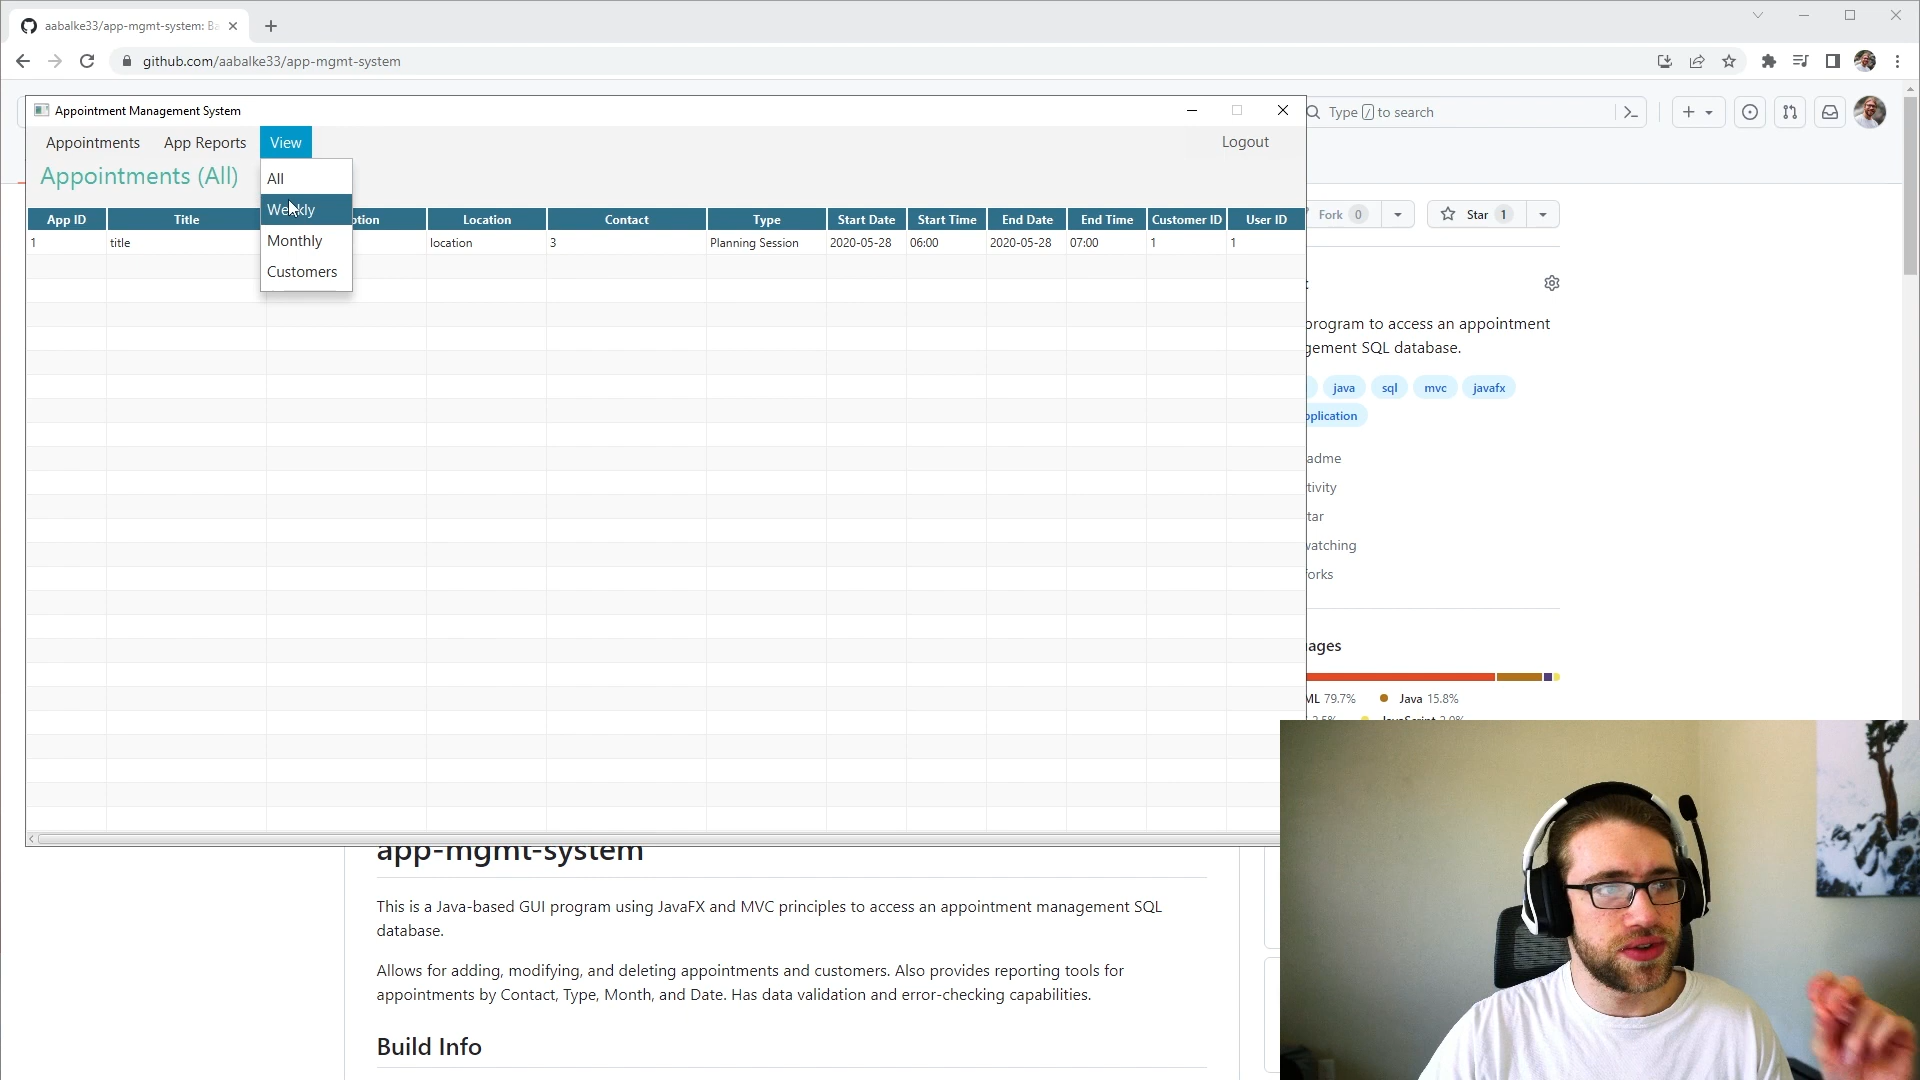 aabalke33/app-mgmt-system: Ba
github.com/aabalke33/app-mgmt-system
Appointment Management System
Type / to search
Appointments App Reports View Logout
Appointments (All)
All
Weekly
Monthly
Customers
App ID Title ption Location Contact Type Start Date Start Time End Date End Time Customer ID User ID
1 title location 3 Planning Session 2020-05-28 06:00 2020-05-28 07:00 1 1
Fork 0 Star 1
program to access an appointment
gement SQL database.
java sql mvc javafx
pplication
adme
tivity
tar
watching
orks
ages
ML 79.7% Java 15.8%
app-mgmt-system
This is a Java-based GUI program using JavaFX and MVC principles to access an appointment management SQL
database.
Allows for adding, modifying, and deleting appointments and customers. Also provides reporting tools for
appointments by Contact, Type, Month, and Date. Has data validation and error-checking capabilities.
Build Info